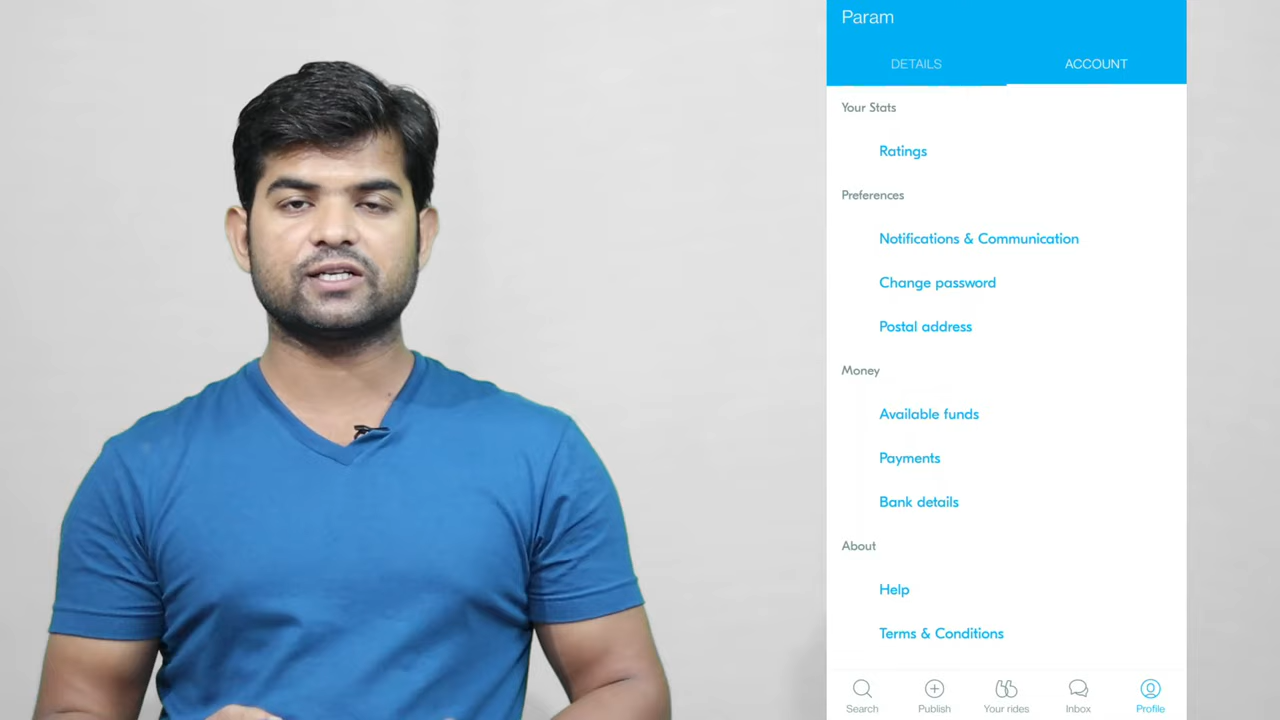 Param
DETAILS
ACCOUNT
Your Stats
Ratings
Preferences
Notifications & Communication
Change password
Postal address
Money
Available funds
Payments
Bank details
About
Help
Terms & Conditions
Search
Publish
Your rides
Inbox
Profile